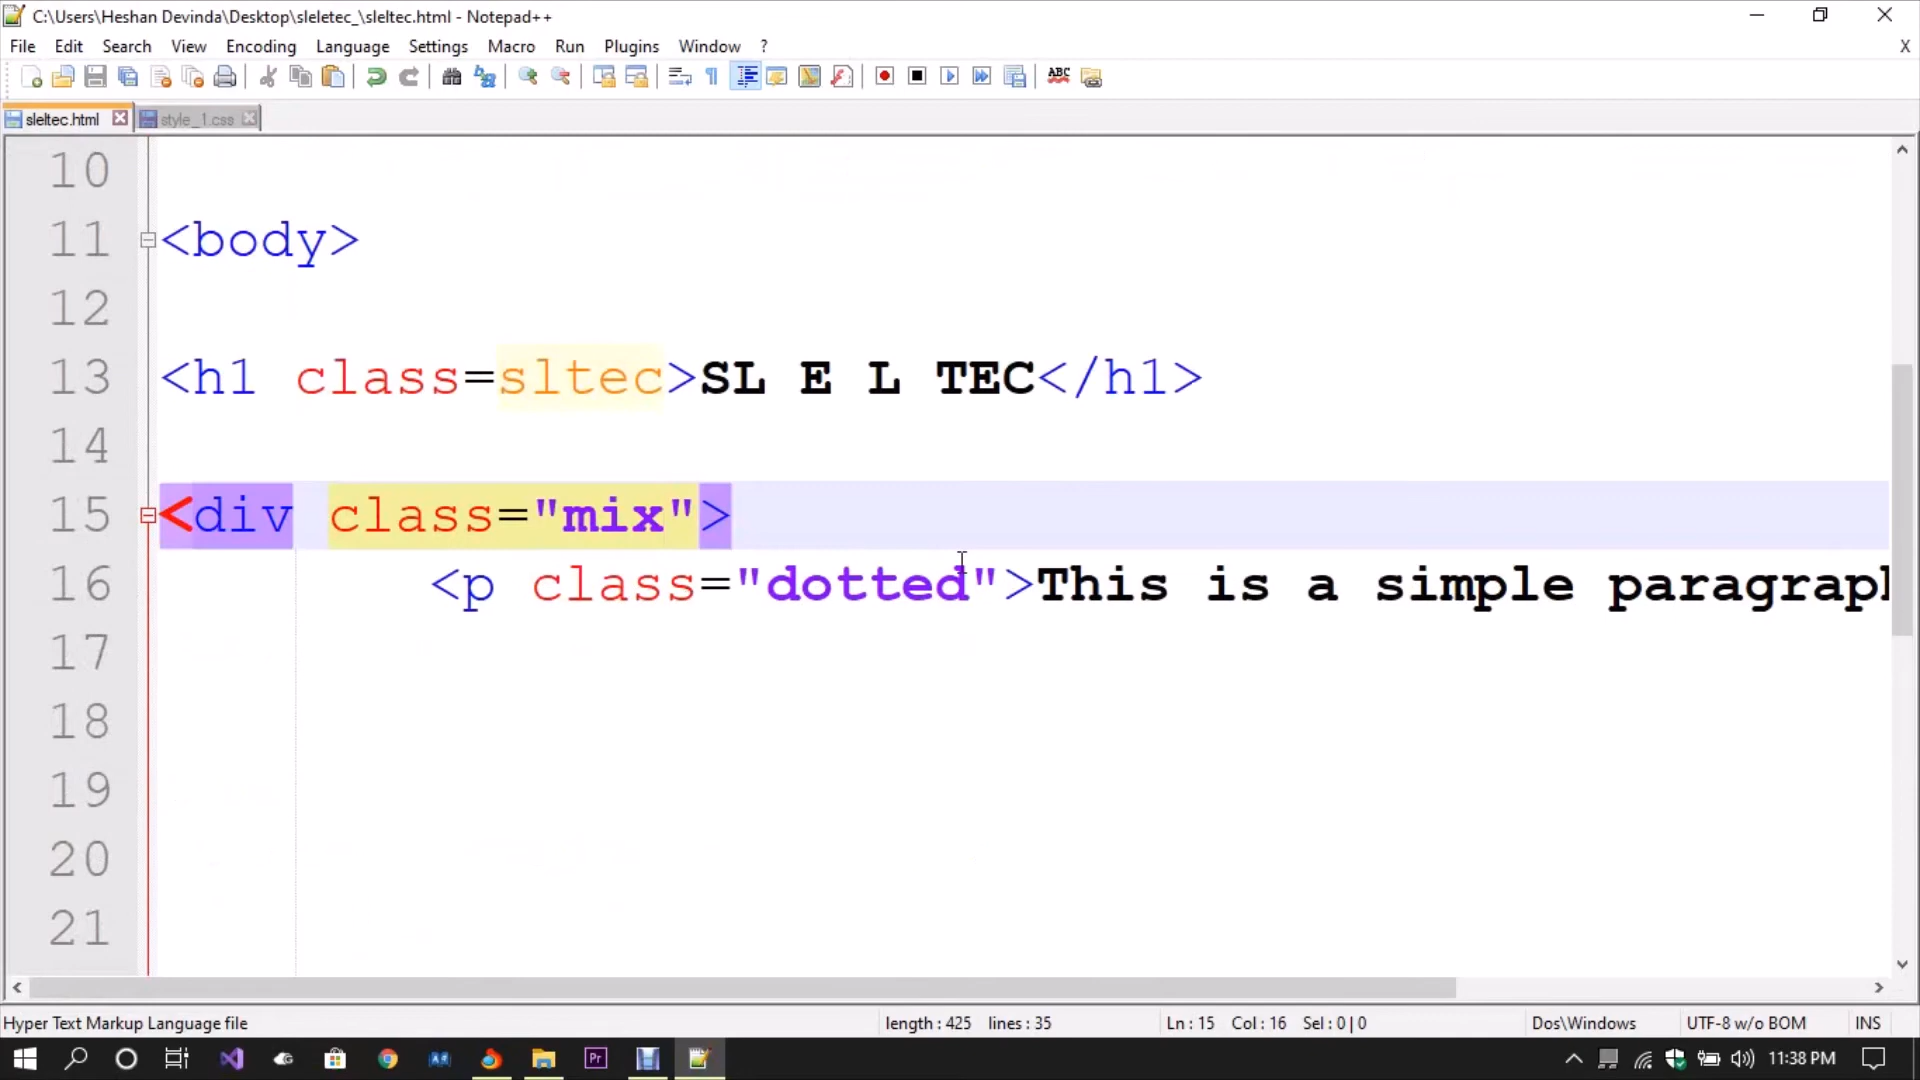 C:\Users\Heshan Devinda\Desktop\sleletec_\sleltec.html - Notepad++
File Edit Search View Encoding Language Settings Macro Run Plugins Window ? X
ABC
sleltec.html style_1.css
10
11 <body>
12
13 <h1 class=sltec>SL E L TEC</h1>
14
15 <div class="mix">
16 <p class="dotted">This is a simple paragraph
17
18
19
20
21
Hyper Text Markup Language file length : 425 lines : 35 Ln : 15 Col : 16 Sel : 0 | 0 Dos\Windows UTF-8 w/o BOM INS
Pr 11:38 PM